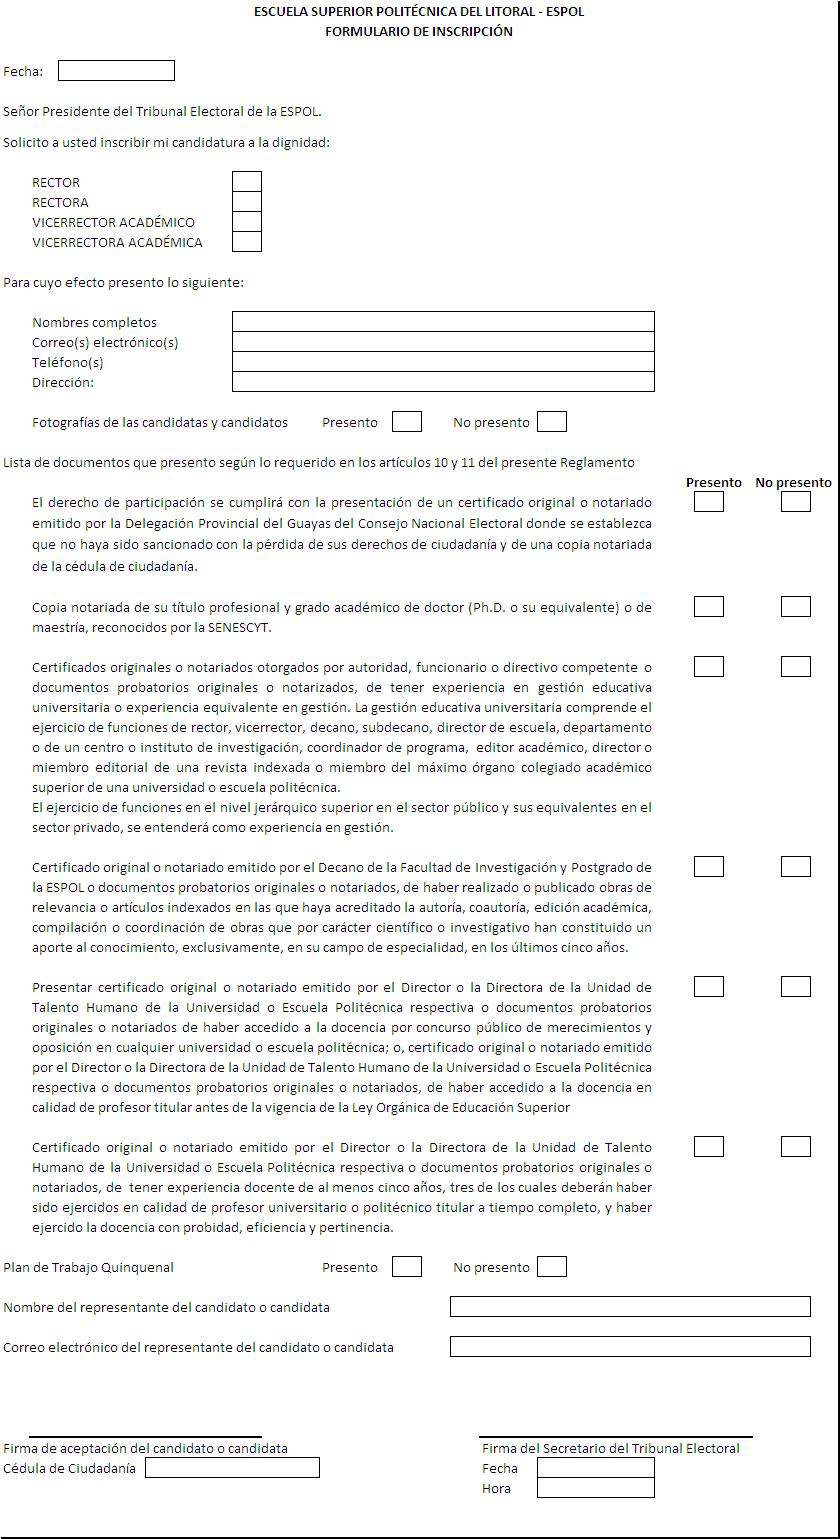 ESCUELA SUPERIOR POLITÉCNICA DEL LITORAL - ESPOL
FORMULARIO DE INSCRIPCIÓN
Fecha:
Señor Presidente del Tribunal Electoral de la ESPOL.
Solicito a usted inscribir mi candidatura a la dignidad:
RECTOR
RECTORA
VICERRECTOR ACADÉMICO
VICERRECTORA ACADÉMICA
Para cuyo efecto presento lo siguiente:
Nombres completos
Correo(s) electrónico(s)
Teléfono(s)
Dirección:
Fotografías de las candidatas y candidatos Presento No presento
Lista de documentos que presento según lo requerido en los artículos 10 y 11 del presente Reglamento
Presento No presento
El derecho de participación se cumplirá con la presentación de un certificado original o notariado
emitido por la Delegación Provincial del Guayas del Consejo Nacional Electoral donde se establezca
que no haya sido sancionado con la pérdida de sus derechos de ciudadanía y de una copia notariada
de la cédula de ciudadanía.
Copia notariada de su título profesional y grado académico de doctor (Ph.D. o su equivalente) o de
maestría, reconocidos por la SENESCYT.
Certificados originales o notariados otorgados por autoridad, funcionario o directivo competente o
documentos probatorios originales o notarizados, de tener experiencia en gestión educativa
universitaria o experiencia equivalente en gestión. La gestión educativa universitaria comprende el
ejercicio de funciones de rector, vicerrector, decano, subdecano, director de escuela, departamento
o de un centro o instituto de investigación, coordinador de programa, editor académico, director o
miembro editorial de una revista indexada o miembro del máximo órgano colegiado académico
superior de una universidad o escuela politécnica.
El ejercicio de funciones en el nivel jerárquico superior en el sector público y sus equivalentes en el
sector privado, se entenderá como experiencia en gestión.
Certificado original o notariado emitido por el Decano de la Facultad de Investigación y Postgrado de
la ESPOL o documentos probatorios originales o notariados, de haber realizado o publicado obras de
relevancia o artículos indexados en las que haya acreditado la autoría, coautoría, edición académica,
compilación o coordinación de obras que por carácter científico o investigativo han constituido un
aporte al conocimiento, exclusivamente, en su campo de especialidad, en los últimos cinco años.
Presentar certificado original o notariado emitido por el Director o la Directora de la Unidad de
Talento Humano de la Universidad o Escuela Politécnica respectiva o documentos probatorios
originales o notariados de haber accedido a la docencia por concurso público de merecimientos y
oposición en cualquier universidad o escuela politécnica; o, certificado original o notariado emitido
por el Director o la Directora de la Unidad de Talento Humano de la Universidad o Escuela Politécnica
respectiva o documentos probatorios originales o notariados, de haber accedido a la docencia en
calidad de profesor titular antes de la vigencia de la Ley Orgánica de Educación Superior
Certificado original o notariado emitido por el Director o la Directora de la Unidad de Talento
Humano de la Universidad o Escuela Politécnica respectiva o documentos probatorios originales o
notariados, de tener experiencia docente de al menos cinco años, tres de los cuales deberán haber
sido ejercidos en calidad de profesor universitario o politécnico titular a tiempo completo, y haber
ejercido la docencia con probidad, eficiencia y pertinencia.
Plan de Trabajo Quinquenal Presento No presento
Nombre del representante del candidato o candidata
Correo electrónico del representante del candidato o candidata
Firma de aceptación del candidato o candidata Firma del Secretario del Tribunal Electoral
Cédula de Ciudadanía Fecha
Hora